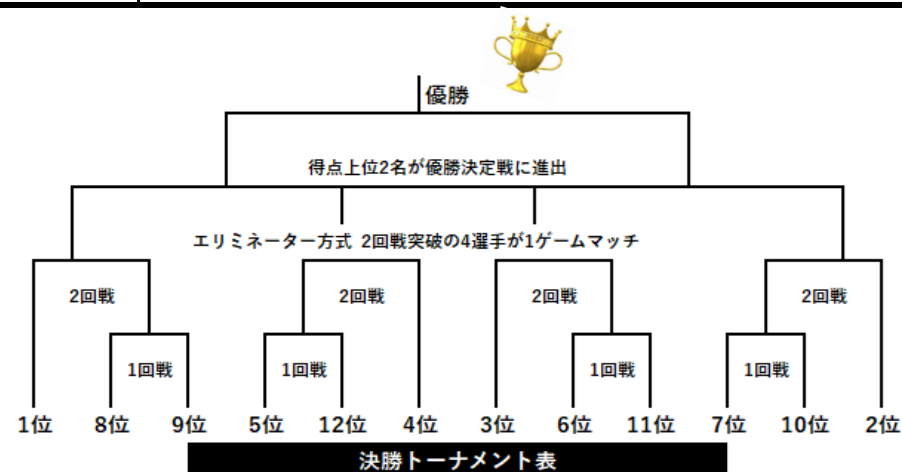 優勝
得点上位2名が優勝決定戦に進出
エリミネーター方式 2回戦突破の4選手が1ゲームマッチ
2回戦 2回戦 2回戦 2回戦
1回戦 1回戦 1回戦 1回戦
1位 8位 9位 5位 12位 4位 3位 6位 11位 7位 10位 2位
決勝トーナメント表